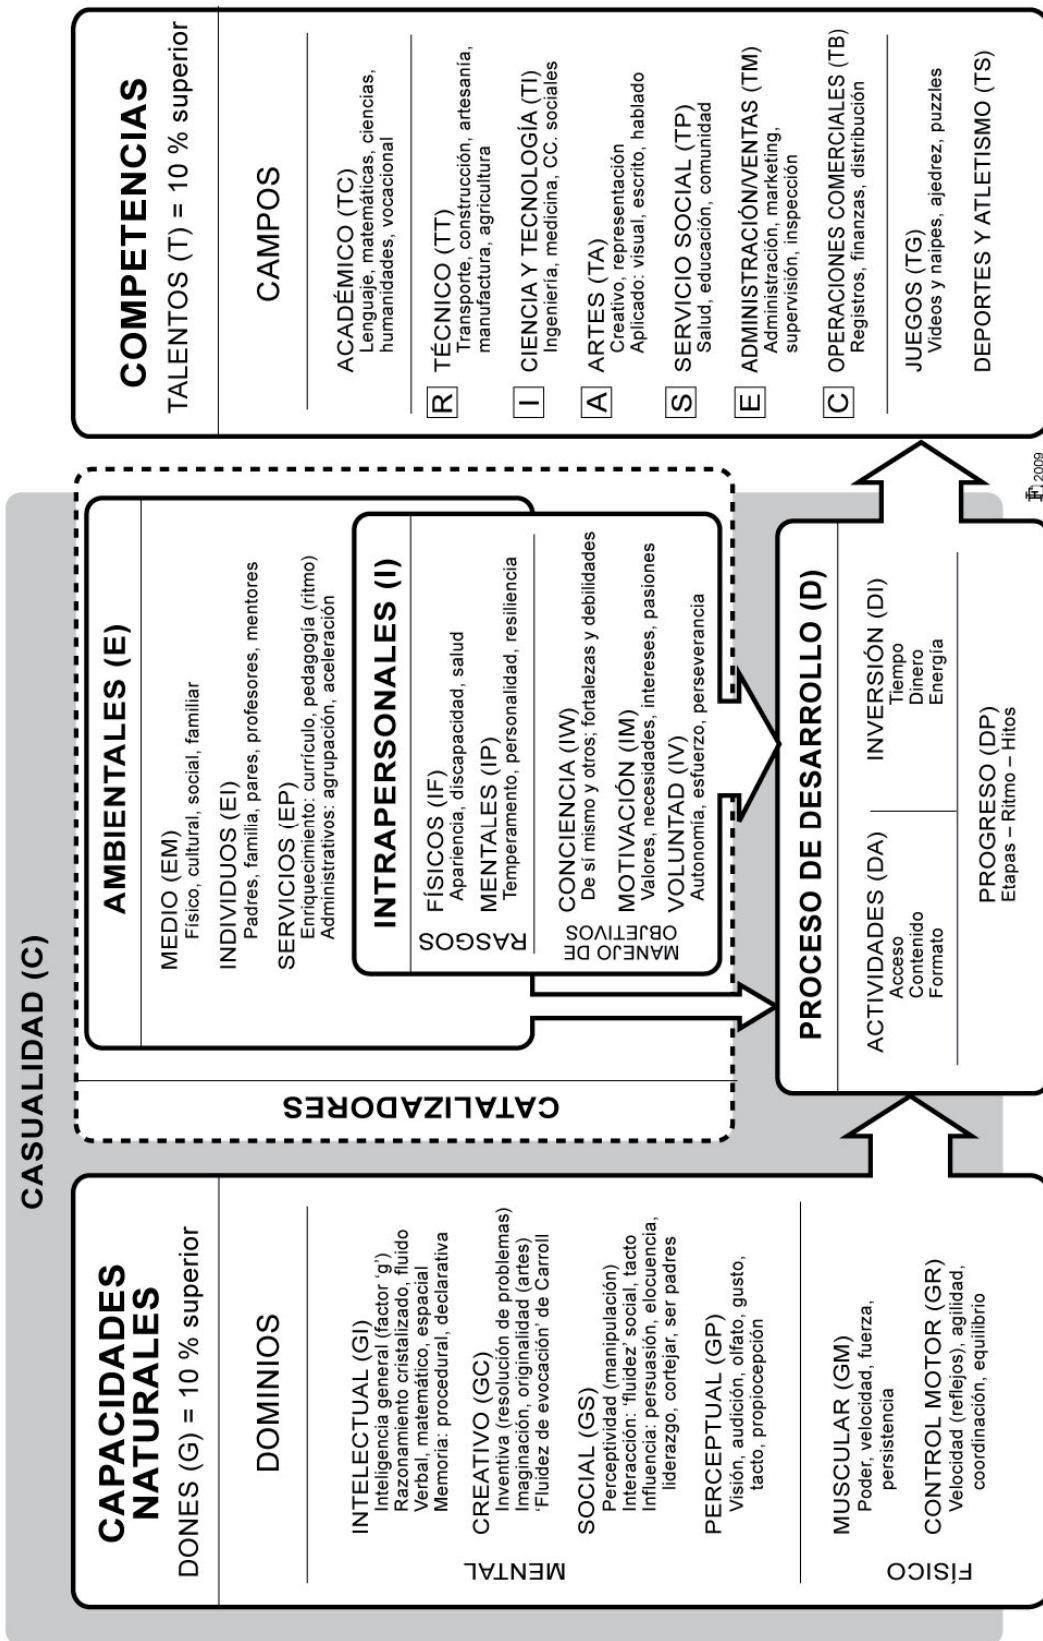 CASUALIDAD (C)
CAPACIDADES
NATURALES
DONES (G) = 10 % superior
DOMINIOS
MENTAL
INTELECTUAL (GI)
Inteligencia general (factor ‘g’)
Razonamiento cristalizado, fluido
Verbal, matemático, espacial
Memoria: procedural, declarativa
CREATIVO (GC)
Inventiva (resolución de problemas)
Imaginación, originalidad (artes)
‘Fluidez de evocación’ de Carroll
SOCIAL (GS)
Perceptividad (manipulación)
Interacción: ‘fluidez’ social, tacto
Influencia: persuasión, elocuencia,
liderazgo, cortejar, ser padres
PERCEPTUAL (GP)
Visión, audición, olfato, gusto,
tacto, propiocepción
FÍSICO
MUSCULAR (GM)
Poder, velocidad, fuerza,
persistencia
CONTROL MOTOR (GR)
Velocidad (reflejos), agilidad,
coordinación, equilibrio
CATALIZADORES
AMBIENTALES (E)
MEDIO (EM)
Físico, cultural, social, familiar
INDIVIDUOS (EI)
Padres, familia, pares, profesores, mentores
SERVICIOS (EP)
Enriquecimiento: currículo, pedagogía (ritmo)
Administrativos: agrupación, aceleración
INTRAPERSONALES (I)
RASGOS
FÍSICOS (IF)
Apariencia, discapacidad, salud
MENTALES (IP)
Temperamento, personalidad, resiliencia
MANEJO DE
OBJETIVOS
CONCIENCIA (IW)
De sí mismo y otros; fortalezas y debilidades
MOTIVACIÓN (IM)
Valores, necesidades, intereses, pasiones
VOLUNTAD (IV)
Autonomía, esfuerzo, perseverancia
PROCESO DE DESARROLLO (D)
ACTIVIDADES (DA)
Acceso
Contenido
Formato
INVERSIÓN (DI)
Tiempo
Dinero
Energía
PROGRESO (DP)
Etapas – Ritmo – Hitos
COMPETENCIAS
TALENTOS (T) = 10 % superior
CAMPOS
ACADÉMICO (TC)
Lenguaje, matemáticas, ciencias,
humanidades, vocacional
R TÉCNICO (TT)
Transporte, construcción, artesanía,
manufactura, agricultura
I CIENCIA Y TECNOLOGÍA (TI)
Ingeniería, medicina, CC. sociales
A ARTES (TA)
Creativo, representación
Aplicado: visual, escrito, hablado
S SERVICIO SOCIAL (TP)
Salud, educación, comunidad
E ADMINISTRACIÓN/VENTAS (TM)
Administración, marketing,
supervisión, inspección
C OPERACIONES COMERCIALES (TB)
Registros, finanzas, distribución
JUEGOS (TG)
Videos y naipes, ajedrez, puzzles
DEPORTES Y ATLETISMO (TS)
2009